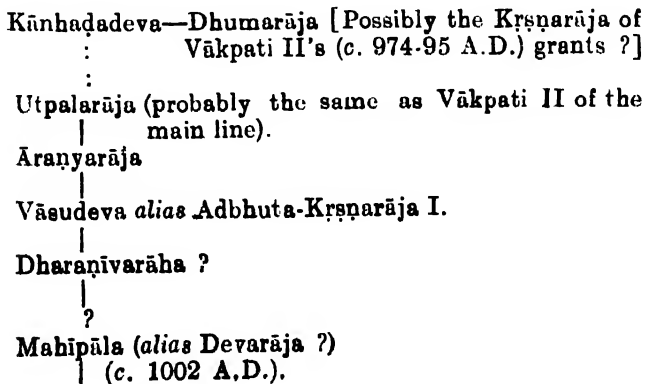 Kānhaḍadeva—Dhumarāja [Possibly the Kṛṣṇarāja of
: Vākpati II's (c. 974-95 A.D.) grants ?]
:
Utpalarāja (probably the same as Vākpati II of the
| main line).
Āraṇyarāja
|
Vāsudeva alias Adbhuta-Kṛṣṇarāja I.
|
Dharaṇīvarāha ?
|
?
Mahīpāla (alias Devarāja ?)
| (c. 1002 A.D.).